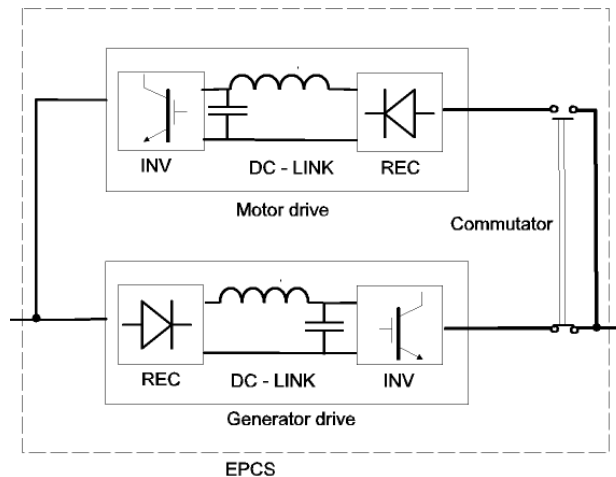 INV
DC - LINK
REC
Motor drive
Commutator
REC
DC - LINK
INV
Generator drive
EPCS